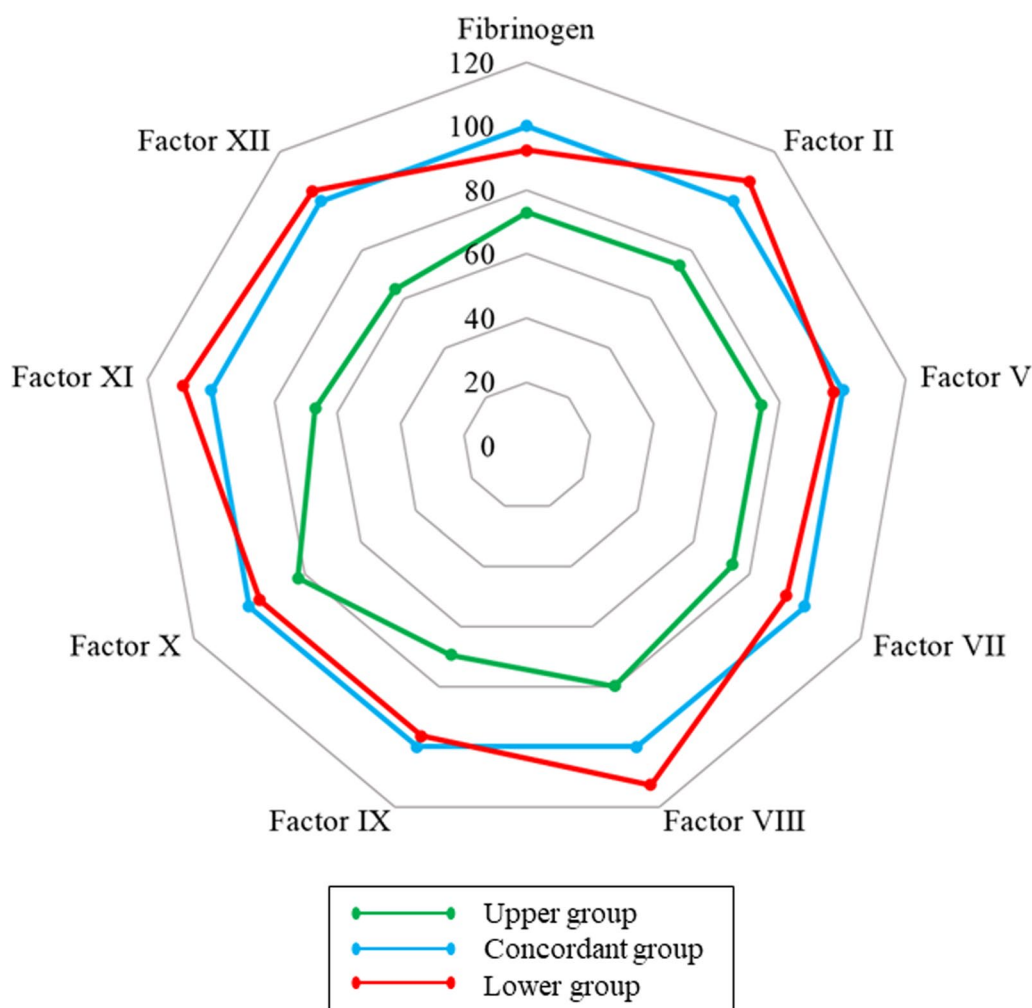 Fibrinogen
120
Factor XII
100
Factor II
80
60
Factor XI
40
Factor V
20
0
Factor X
Factor VII
Factor IX
Factor VIII
Upper group
Concordant group
Lower group